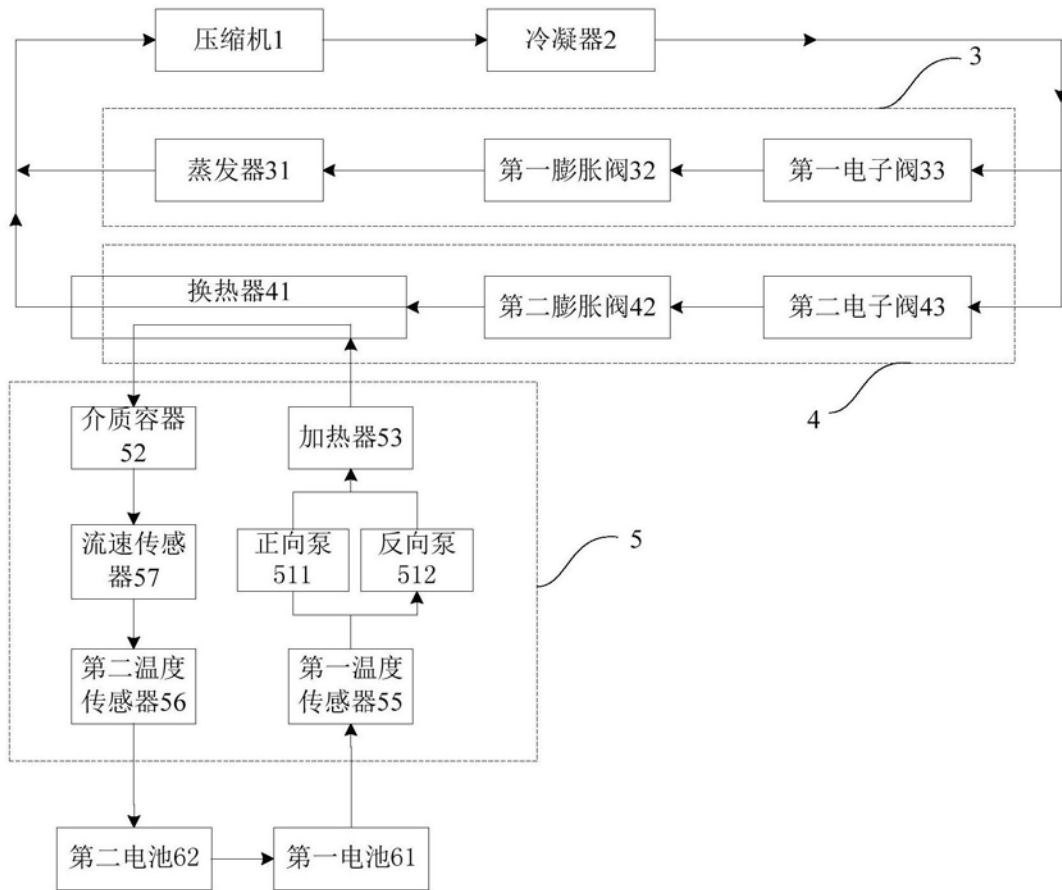 压缩机1
冷凝器2
3
蒸发器31
第一膨胀阀32
第一电子阀33
换热器41
第二膨胀阀42
第二电子阀43
4
介质容器
52
加热器53
流速传感
器57
正向泵
511
反向泵
512
5
第二温度
传感器56
第一温度
传感器55
第二电池62
第一电池61